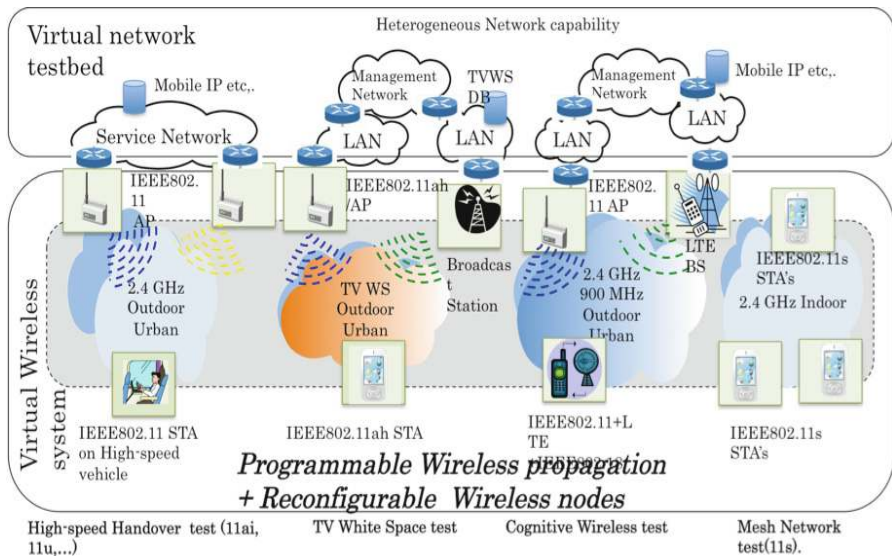 Heterogeneous Network capability
Virtual network
testbed
Mobile IP etc,.
Management
Network
TVWS
DB
Management
Network
Mobile IP etc,.
Service Network
LAN
LAN
LAN
LAN
IEEE802.
11
AP
IEEE802.11ah
/AP
IEEE802.
11 AP
Broadcas
t
Station
LTE
BS
IEEE802.11s
STA's
2.4 GHz
Outdoor
Urban
TV WS
Outdoor
Urban
2.4 GHz
900 MHz
Outdoor
Urban
2.4 GHz Indoor
Virtual Wireless
system
IEEE802.11 STA
on High-speed
vehicle
IEEE802.11ah STA
IEEE802.11+L
TE
IEEE802.11s
STA's
Programmable Wireless propagation
+ Reconfigurable Wireless nodes
High-speed Handover test (11ai,
11u,...)
TV White Space test
Cognitive Wireless test
Mesh Network
test(11s).